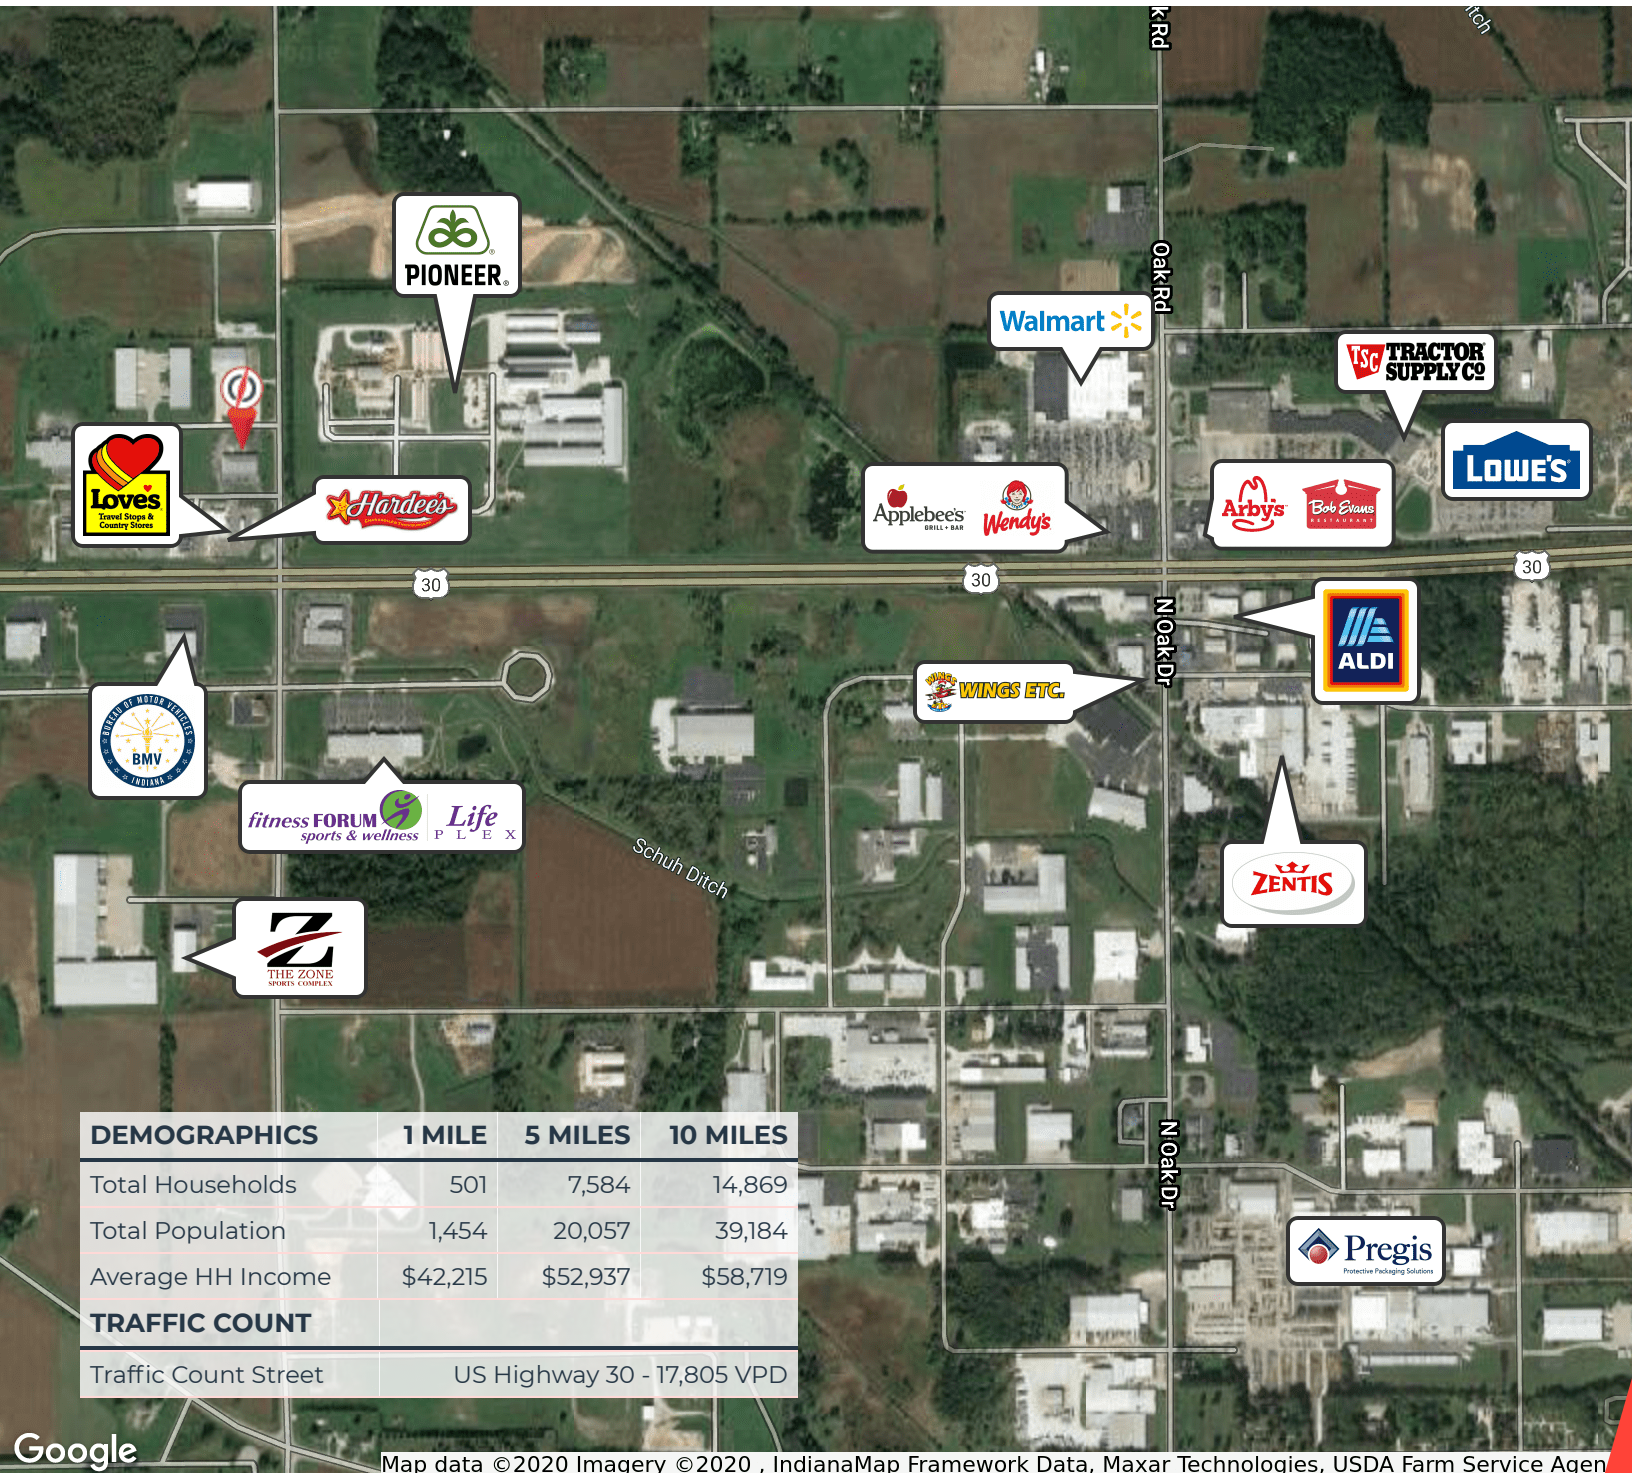 k Rd
itch
PIONEER®
Oak Rd
Walmart
TSC TRACTOR
SUPPLY CO
LOWE'S
Love's
Travel Stops &
Country Stores
Hardee's
Applebee's
GRILL + BAR
Wendy's
Arby's
Bob Evans
RESTAURANT
30
30
30
ALDI
N Oak Dr
WINGS
WINGS ETC.
BUREAU OF MOTOR VEHICLES
BMV
INDIANA
fitness FORUM
sports & wellness
Life
PLEX
Schuh Ditch
ZENTIS
Z
THE ZONE
SPORTS COMPLEX
N Oak Dr
DEMOGRAPHICS 1 MILE 5 MILES 10 MILES
Total Households 501 7,584 14,869
Total Population 1,454 20,057 39,184
Average HH Income $42,215 $52,937 $58,719
TRAFFIC COUNT
Traffic Count Street US Highway 30 - 17,805 VPD
Pregis
Protective Packaging Solutions
Google
Map data ©2020 Imagery ©2020 , IndianaMap Framework Data, Maxar Technologies, USDA Farm Service Agen